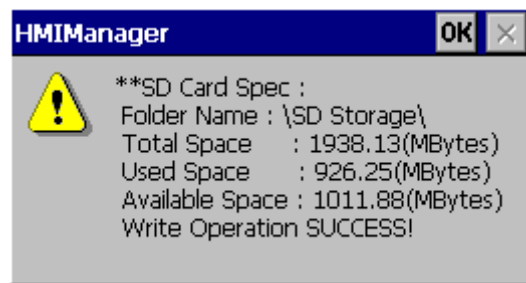 HMIManager OK ×
**SD Card Spec :
Folder Name : \SD Storage\
Total Space : 1938.13(MBytes)
Used Space : 926.25(MBytes)
Available Space : 1011.88(MBytes)
Write Operation SUCCESS!